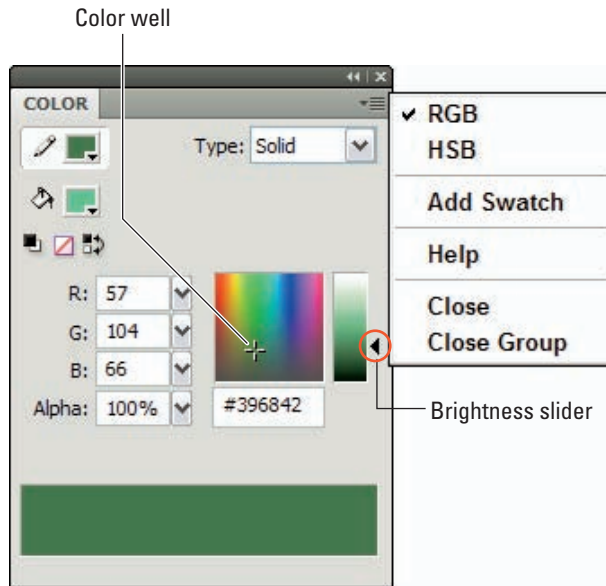 Color well
COLOR
Type: Solid
R: 57
G: 104
B: 66
Alpha: 100%
#396842
RGB
HSB
Add Swatch
Help
Close
Close Group
Brightness slider